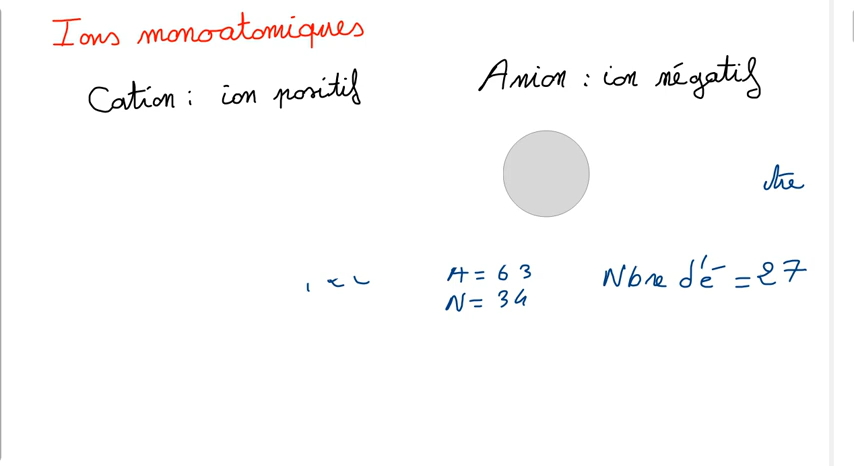 Ions monoatomiques
Cation : ion positif
Anion : ion négatif
A = 63
N = 34
Nbre d'é⁻ = 27